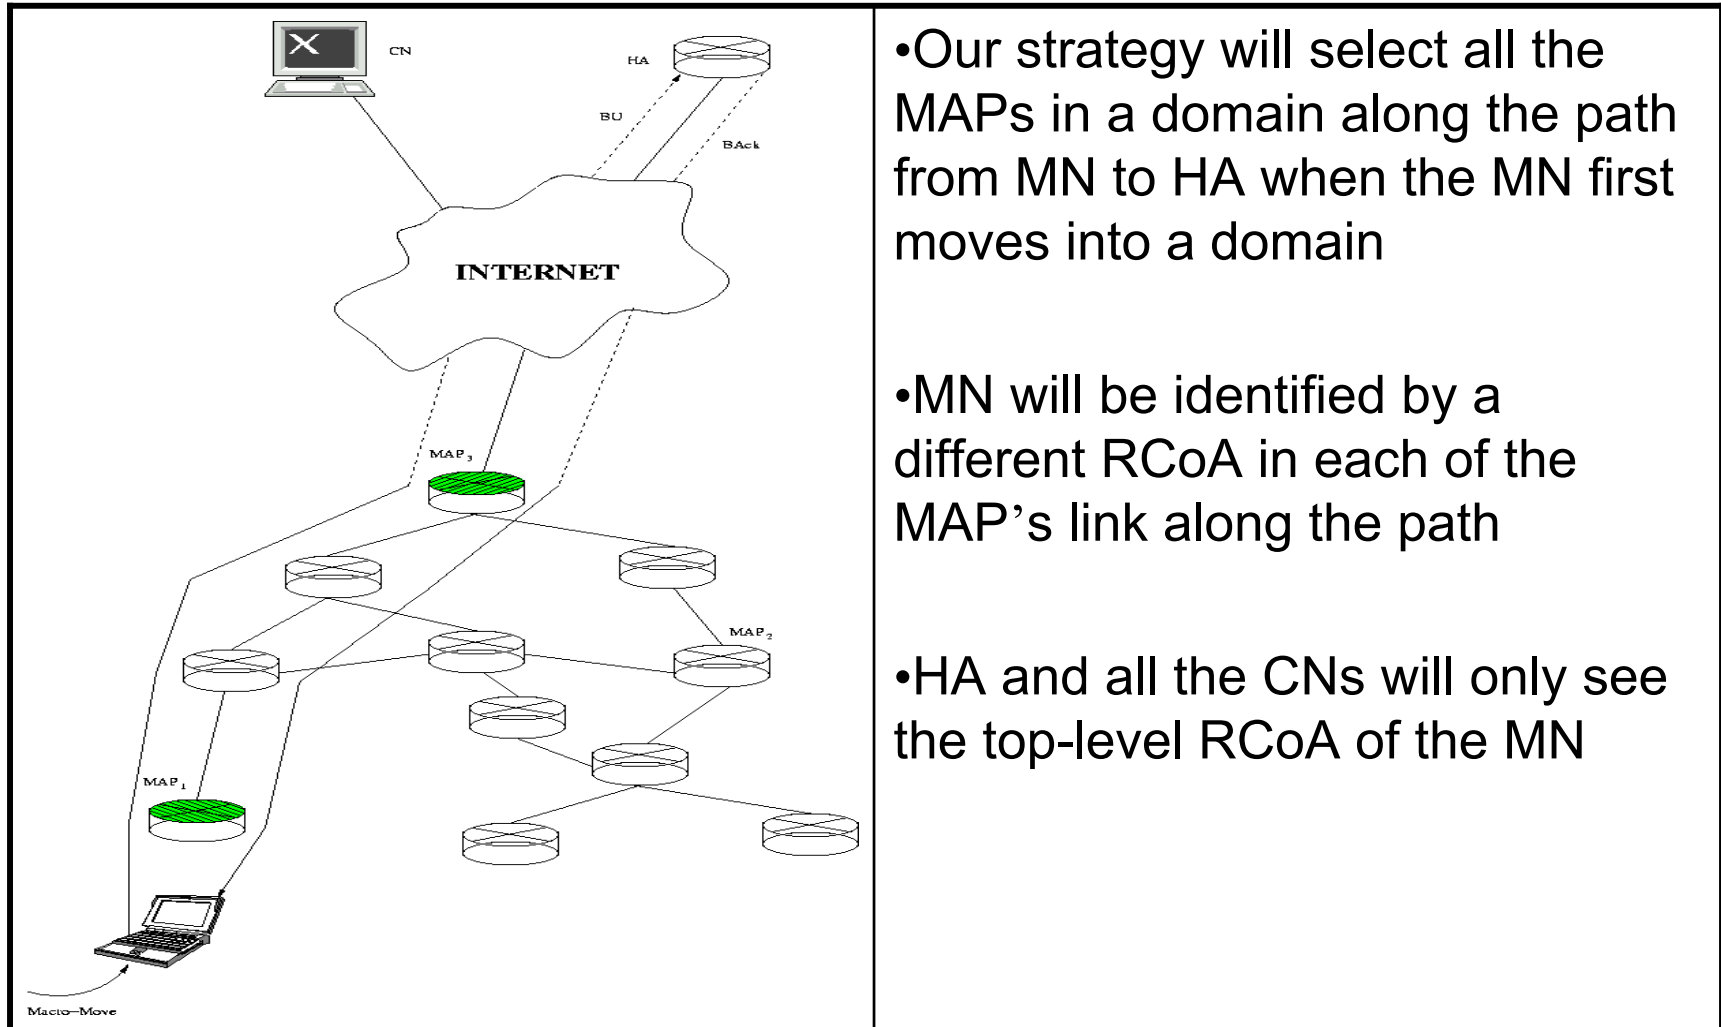 CN
HA
BU
BAck
INTERNET
MAP3
MAP2
MAP1
Macro-Move
•Our strategy will select all the
MAPs in a domain along the path
from MN to HA when the MN first
moves into a domain
•MN will be identified by a
different RCoA in each of the
MAP’s link along the path
•HA and all the CNs will only see
the top-level RCoA of the MN